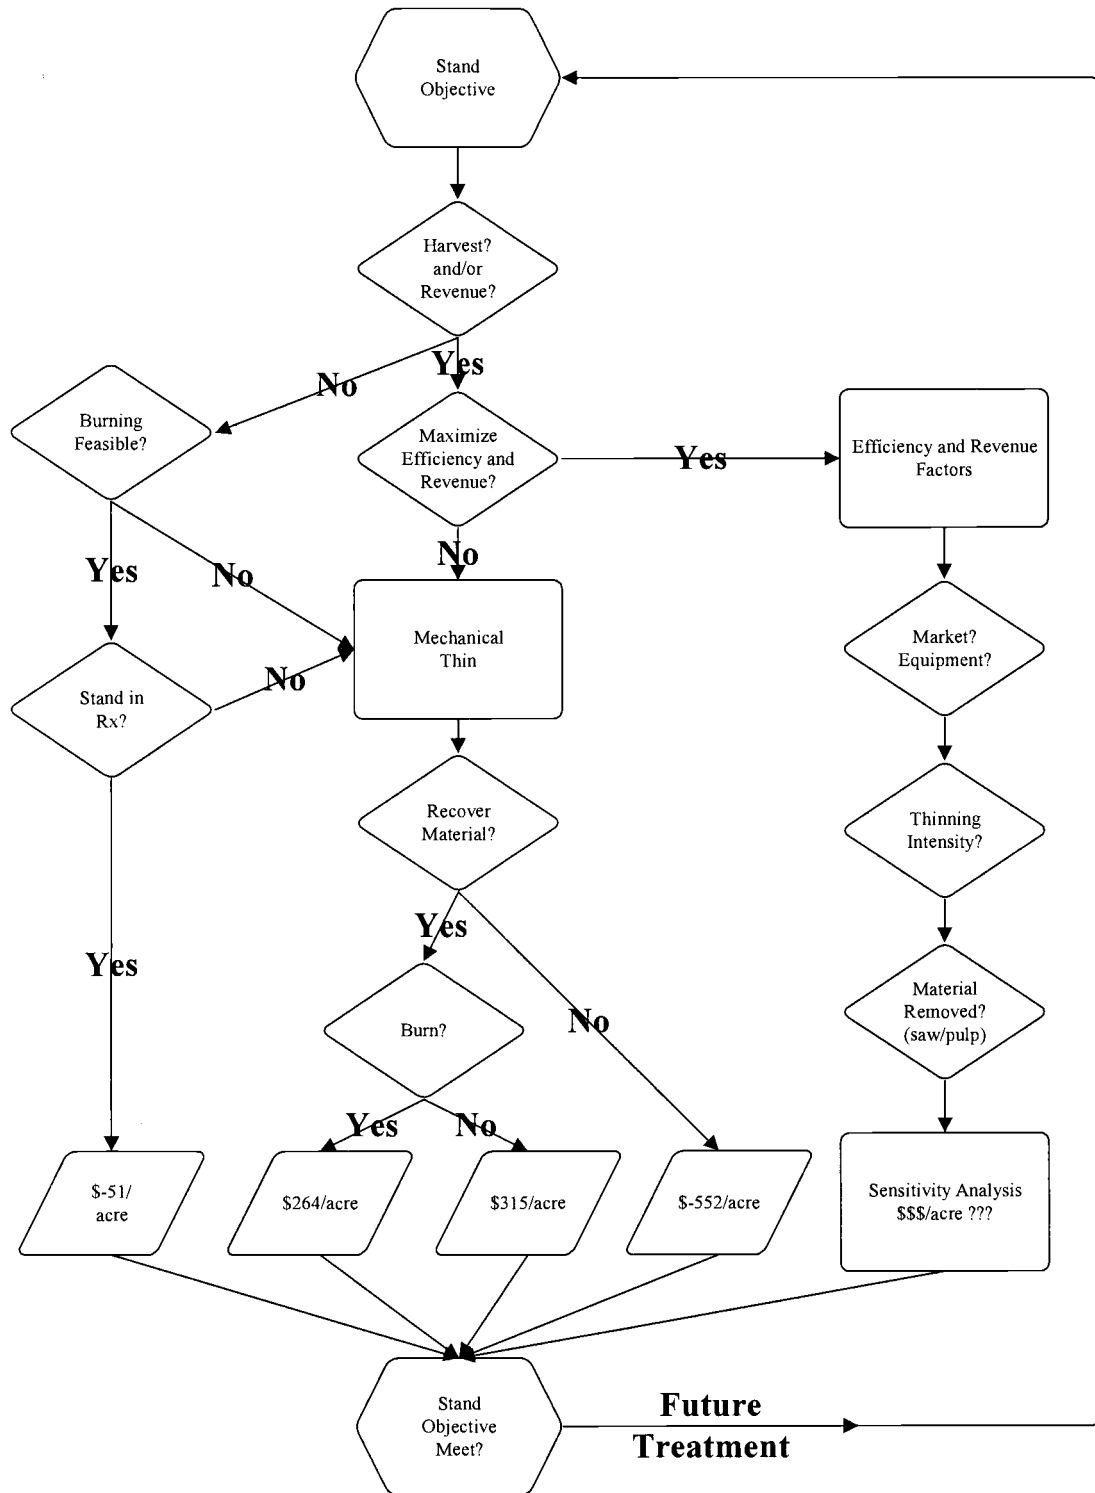 Stand
Objective
Harvest?
and/or
Revenue?
No
Yes
Burning
Feasible?
Maximize
Efficiency and
Revenue?
Yes
Efficiency and Revenue
Factors
Yes
No
No
Mechanical
Thin
Market?
Equipment?
Stand in
Rx?
No
Recover
Material?
Thinning
Intensity?
Yes
Yes
No
Burn?
Material
Removed?
(saw/pulp)
Yes
No
$-51/
acre
$264/acre
$315/acre
$-552/acre
Sensitivity Analysis
$$$/acre ???
Stand
Objective
Meet?
Future
Treatment